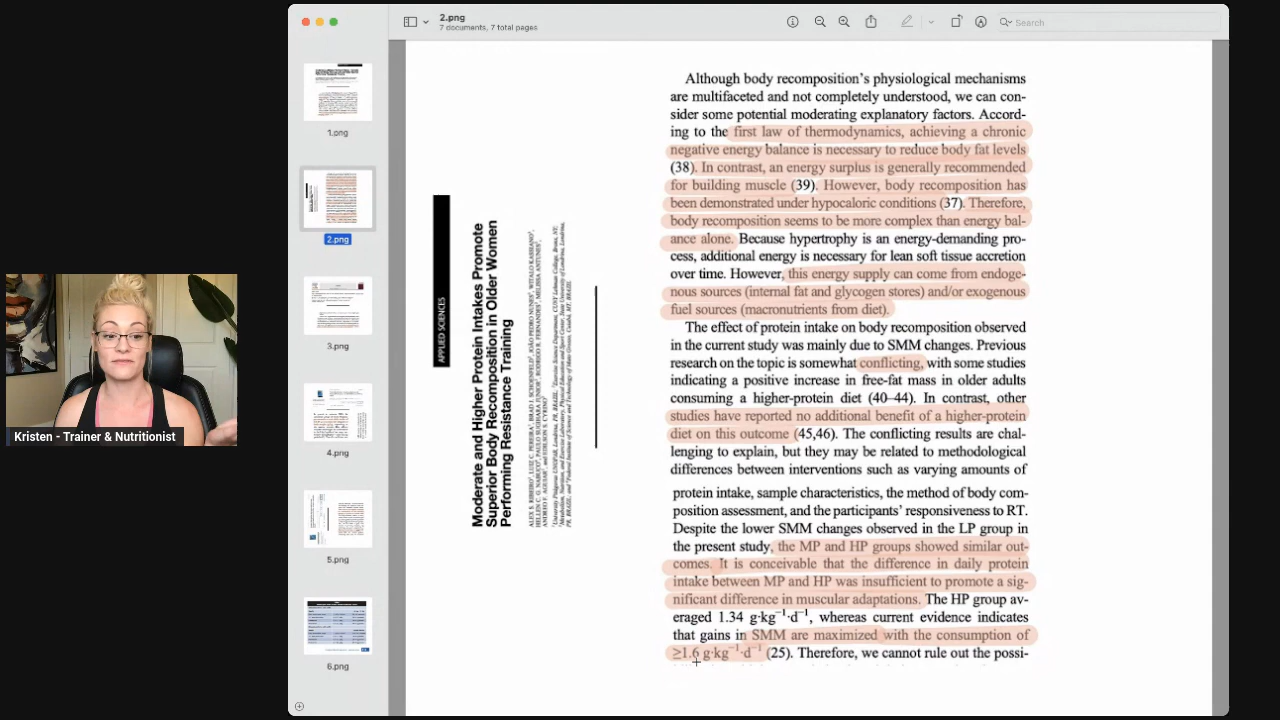 2.png
7 documents, 7 total pages
Search
1.png
2.png
3.png
4.png
5.png
6.png
Kristen - Trainer & Nutritionist
APPLIED SCIENCES
Moderate and Higher Protein Intakes Promote
Superior Body Recomposition in Older Women
Performing Resistance Training
Although body composition's physiological mechanisms
are multifaceted and not completely understood, we can con-
sider some potential moderating explanatory factors. Accord-
ing to the first law of thermodynamics, achieving a chronic
negative energy balance is necessary to reduce body fat levels
(38). In contrast, an energy surplus is generally recommended
for building mass (39). However, body recomposition has
been demonstrated under hypocaloric conditions (37). Therefore,
body recomposition seems to be more complex than energy bal-
ance alone. Because hypertrophy is an energy-demanding pro-
cess, additional energy is necessary for lean soft tissue accretion
over time. However, this energy supply can come from endoge-
nous sources (body fat and glycogen stores) and/or exogenous
fuel sources (macronutrients from diet).
The effect of protein intake on body recomposition observed
in the current study was mainly due to SMM changes. Previous
research on the topic is somewhat conflicting, with some studies
indicating a positive increase in free-fat mass in older adults
consuming a higher-protein diet (40–44). In contrast, other
studies have reported no additional benefit of a higher-protein
diet on this outcome (45,46). The conflicting results are chal-
lenging to explain, but they may be related to methodological
differences between interventions such as varying amounts of
protein intake, sample characteristics, the method of body com-
position assessment and the participants' responsiveness to RT.
Despite the lower SMM changes observed in the LP group in
the present study, the MP and HP groups showed similar out-
comes. It is conceivable that the difference in daily protein
intake between MP and HP was insufficient to promote a sig-
nificant difference in muscular adaptations. The HP group av-
eraged 1.34 g·kg⁻¹·d⁻¹, whereas current evidence indicates
that gains in mass are maximized with the consumption of
≥1.6 g·kg⁻¹·d⁻¹ (25). Therefore, we cannot rule out the possi-